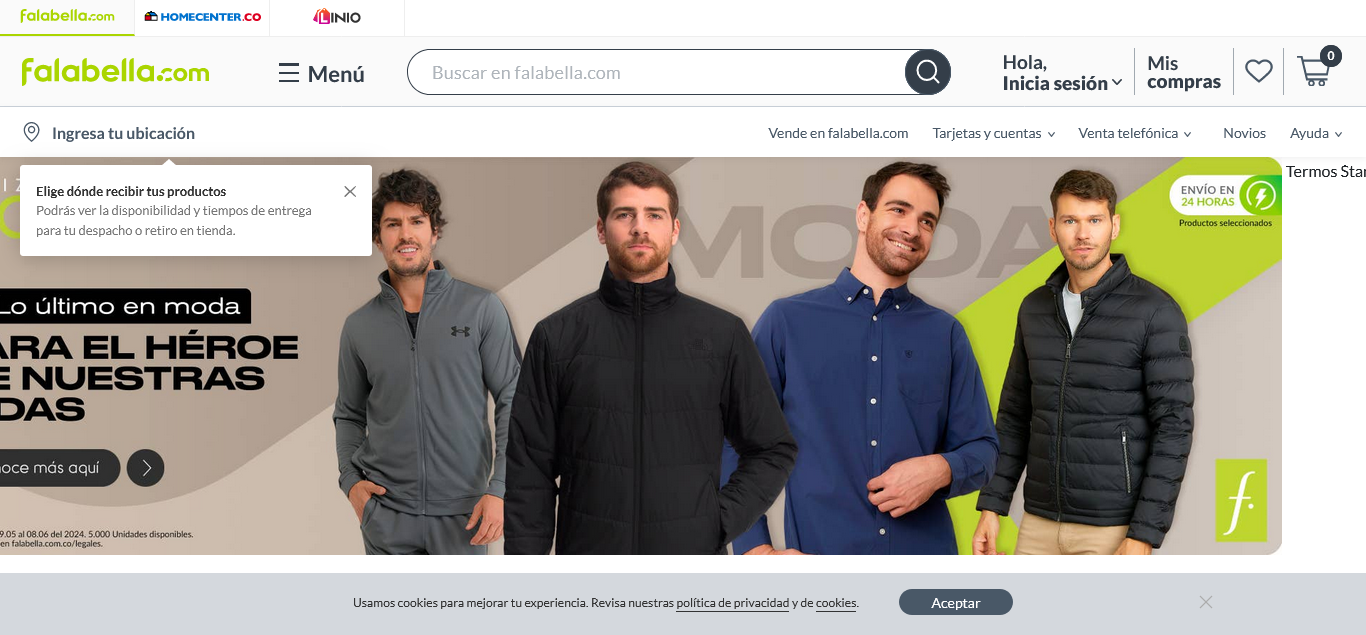 falabella.com
HOMECENTER.CO
LINIO
falabella.com
Menú
Buscar en falabella.com
Hola,
Inicia sesión
Mis
compras
0
Ingresa tu ubicación
Vende en falabella.com
Tarjetas y cuentas
Venta telefónica
Novios
Ayuda
Elige dónde recibir tus productos
Podrás ver la disponibilidad y tiempos de entrega
para tu despacho o retiro en tienda.
MODA
ENVÍO EN
24 HORAS
Productos seleccionados
Termos Star
Lo último en moda
ARA EL HÉROE
E NUESTRAS
DAS
noce más aquí
f.
9.05 al 08.06 del 2024. 5.000 Unidades disponibles.
en falabella.com.co/legales.
Usamos cookies para mejorar tu experiencia. Revisa nuestras política de privacidad y de cookies.
Aceptar